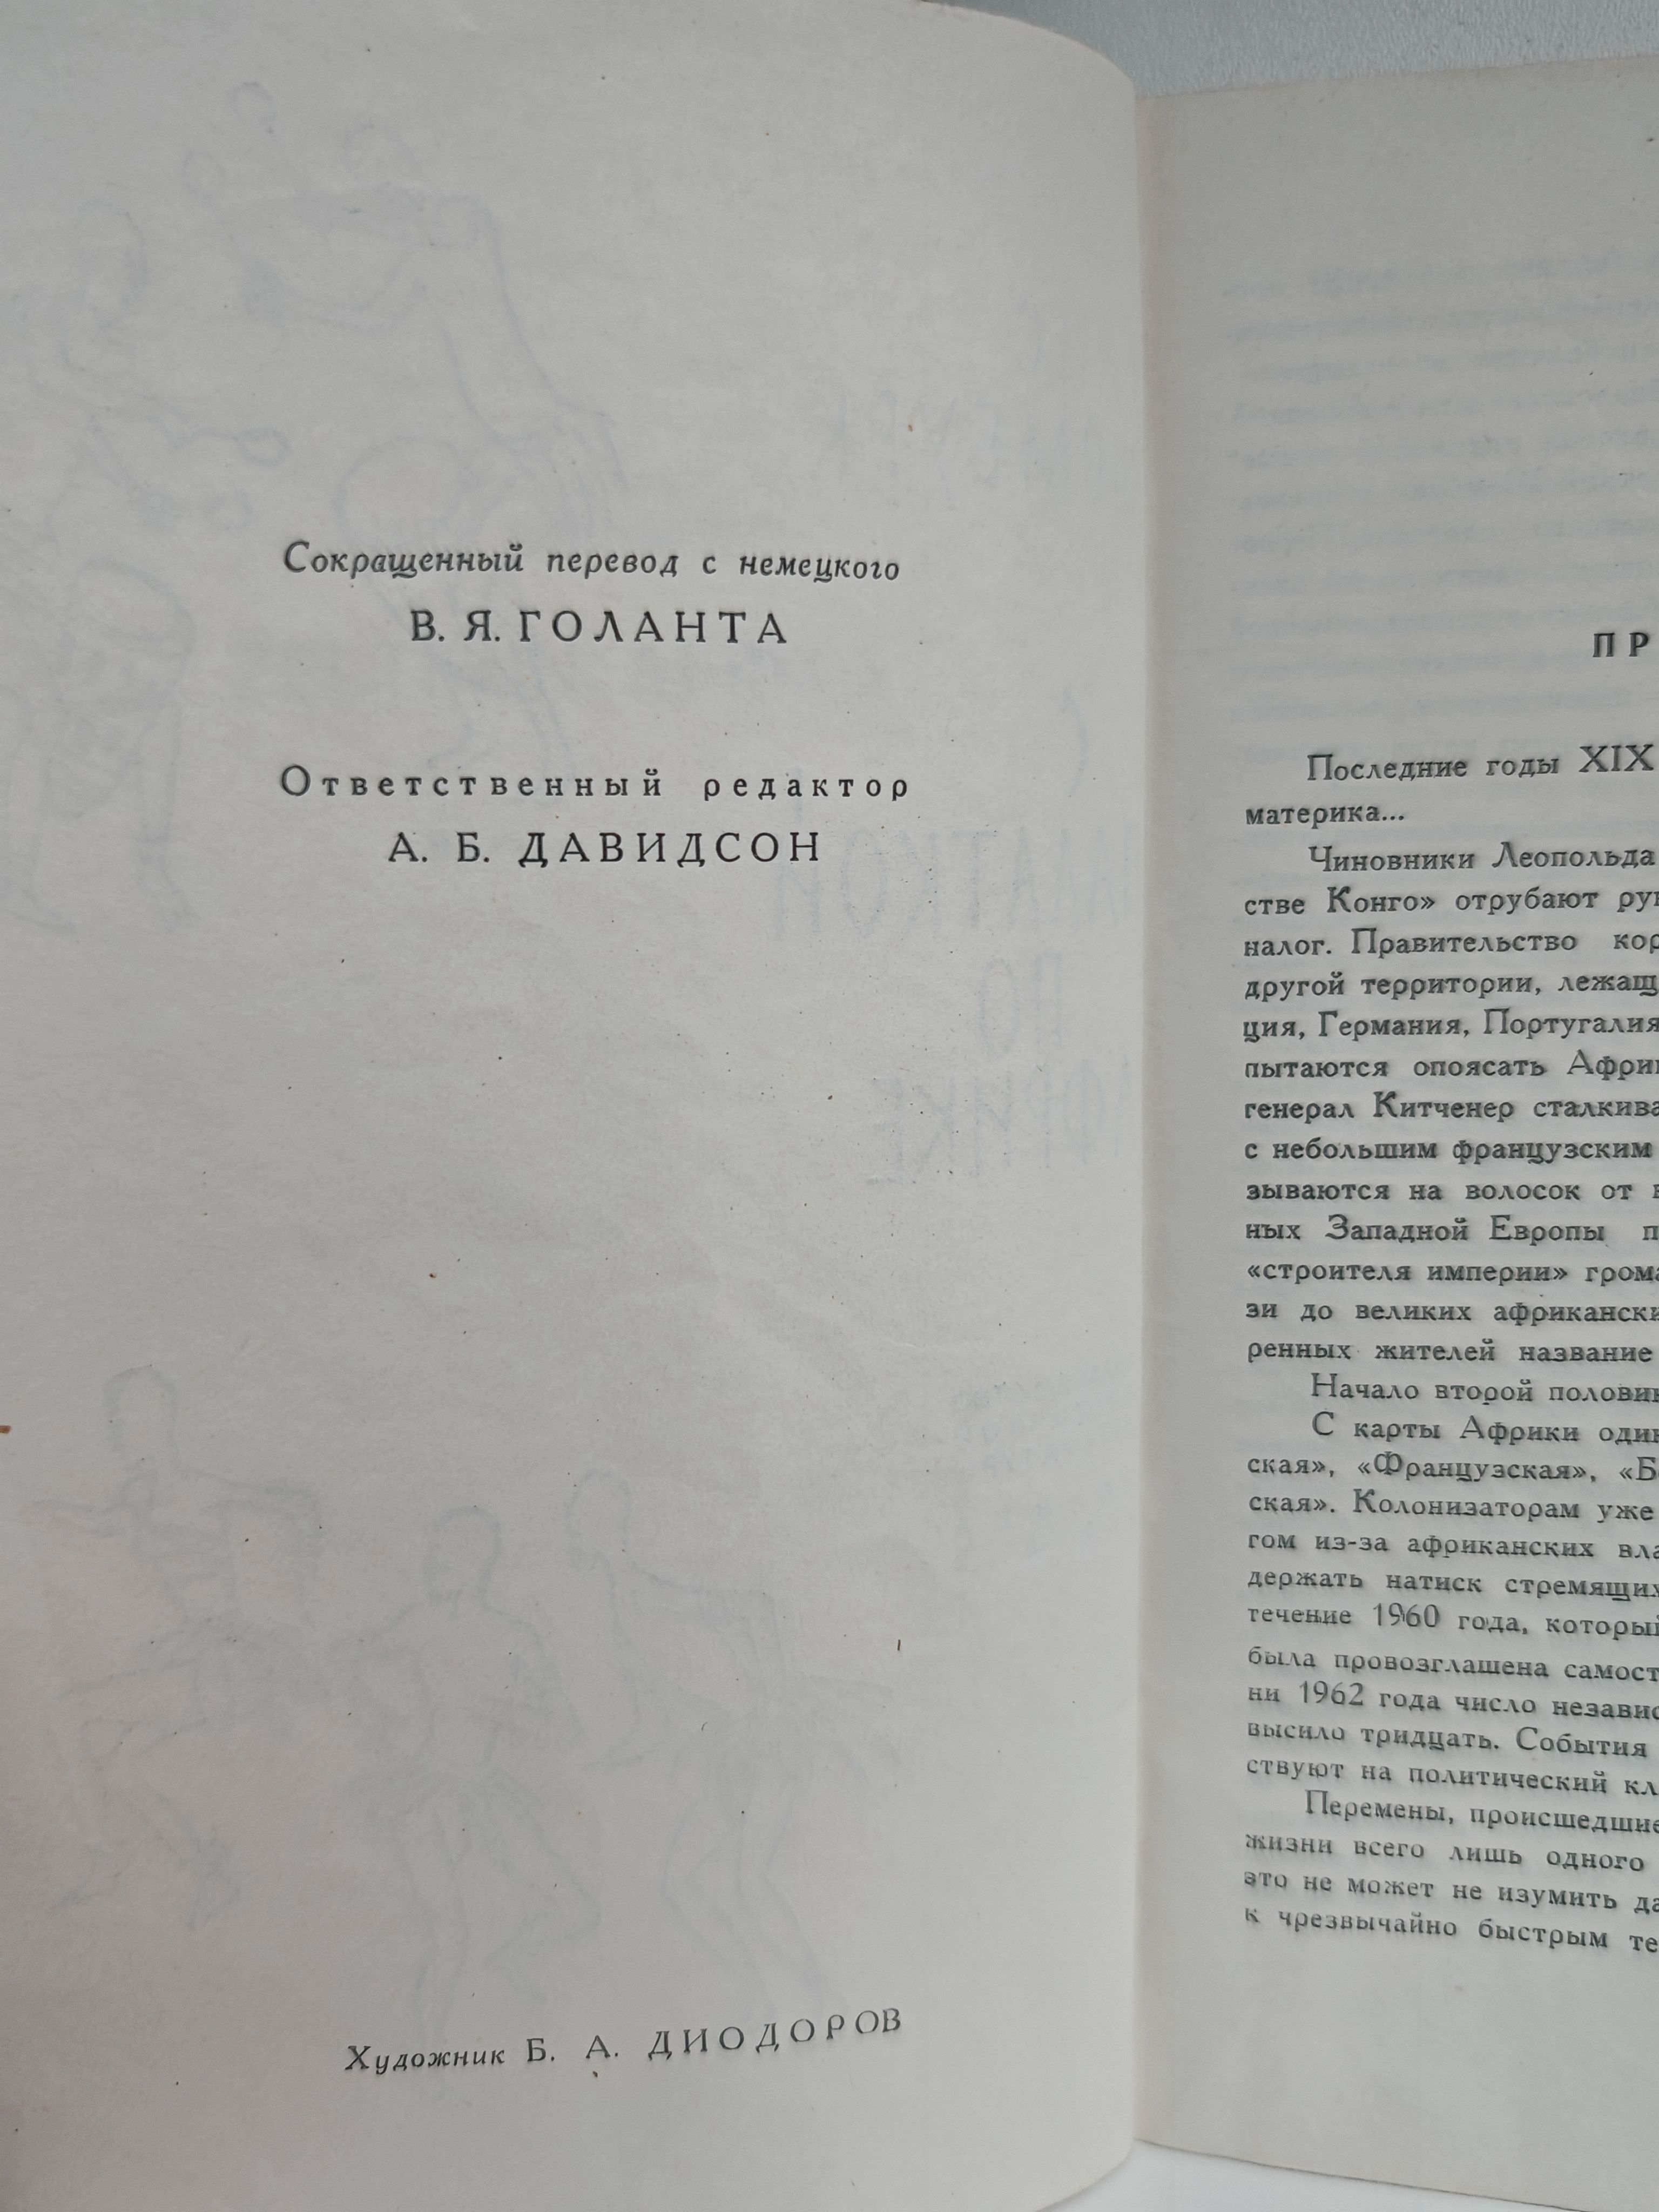 Сокращенный перевод с немецкого
В. Я. ГОЛАНТА
Ответственный редактор
А. Б. ДАВИДСОН
Художник Б. А. ДИОДОРОВ
ПР
Последние годы XIX
материка...
Чиновники Леопольда
стве Конго» отрубают
налог. Правительство
другой территории,
ция, Германия, Португалия
пытаются опоясать
генерал Китченер
с небольшим французским
зываются на волосок от
ных Западной Европы
«строителя империи»
зи до великих
ренных жителей название
Начало второй
С карты Африки
ская», «Французская», «Б
ская». Колонизаторам уже
гом из-за африканских
держать натиск
течение 1960 года,
была провозглашена
ни 1962 года число
высило тридцать. События
ствуют на политический
Перемены, происшедшие
жизни всего лишь одного
это не может не изумить
к чрезвычайно быстрым